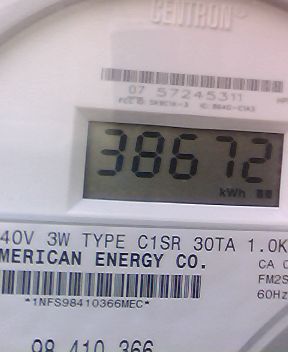 CENTRON
07 57245311
38672
kWh
40V 3W TYPE C1SR 30TA 1.0K
MERICAN ENERGY CO.
CA 0
FM2S
60Hz
*1NFS98410366MEC*
98 410 366